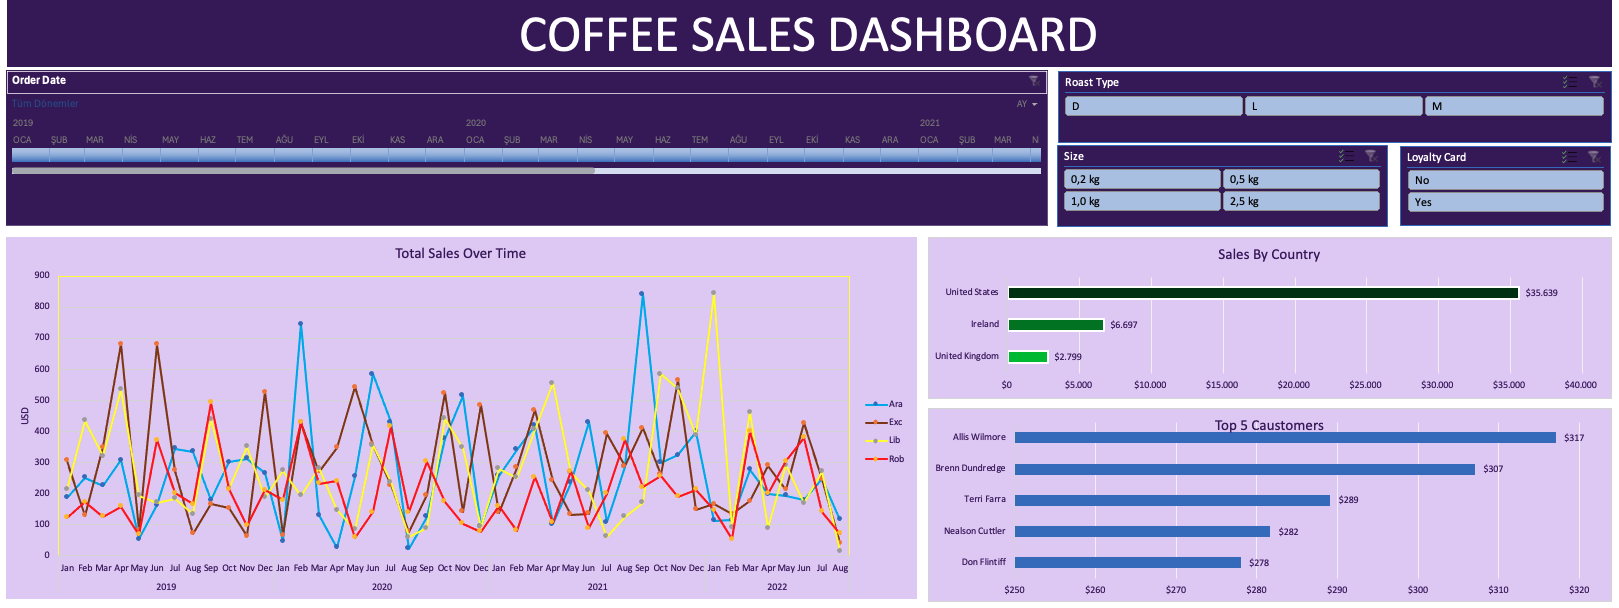 COFFEE SALES DASHBOARD
Order Date
Tüm Dönemler
AY
2019 2020 2021
OCA ŞUB MAR NİS MAY HAZ TEM AĞU EYL EKİ KAS ARA OCA ŞUB MAR NİS MAY HAZ TEM AĞU EYL EKİ KAS ARA OCA ŞUB MAR N
Roast Type
D L M
Size
0,2 kg 0,5 kg
1,0 kg 2,5 kg
Loyalty Card
No
Yes
Total Sales Over Time
900
800
700
600
500
400
300
200
100
0
USD
Jan Feb Mar Apr May Jun Jul Aug Sep Oct Nov Dec Jan Feb Mar Apr May Jun Jul Aug Sep Oct Nov Dec Jan Feb Mar Apr May Jun Jul Aug Sep Oct Nov Dec Jan Feb Mar Apr May Jun Jul Aug
2019 2020 2021 2022
Ara
Exc
Lib
Rob
Sales By Country
United States $35.639
Ireland $6.697
United Kingdom $2.799
$0 $5.000 $10.000 $15.000 $20.000 $25.000 $30.000 $35.000 $40.000
Top 5 Caustomers
Allis Wilmore $317
Brenn Dundredge $307
Terri Farra $289
Nealson Cuttler $282
Don Flintiff $278
$250 $260 $270 $280 $290 $300 $310 $320